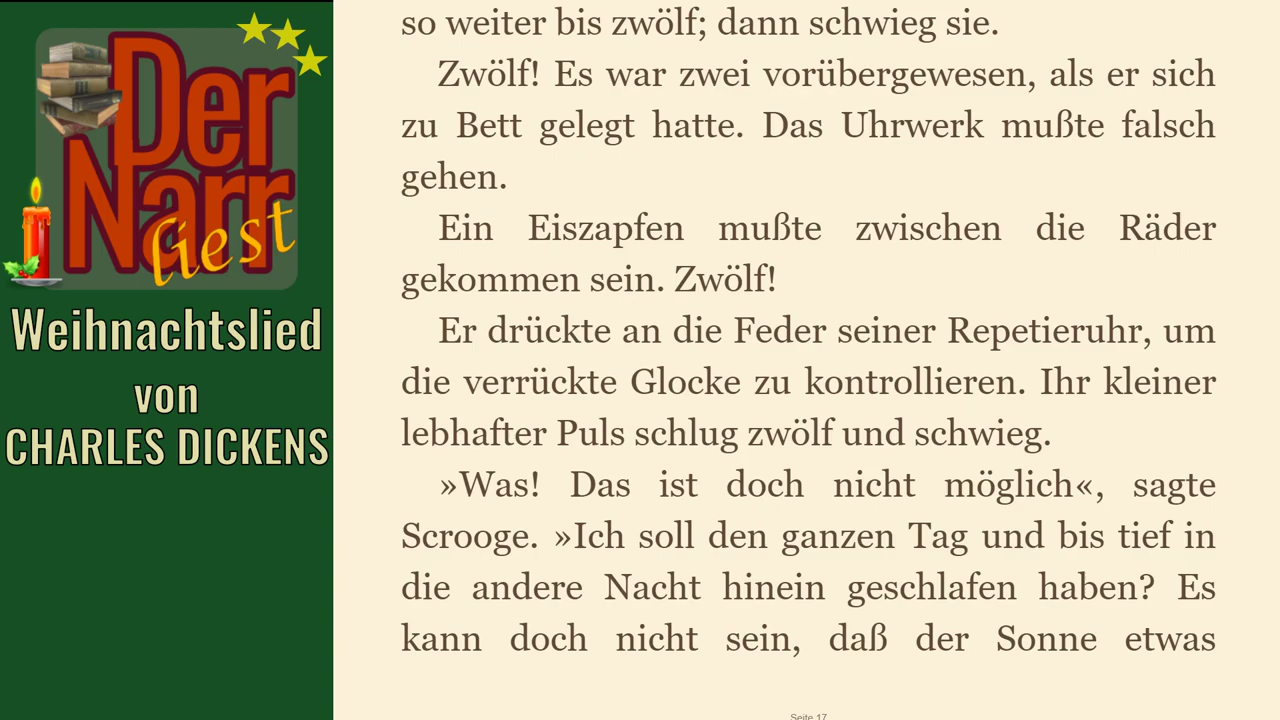 Der
Narr
liest
Weihnachtslied
von
CHARLES DICKENS
so weiter bis zwölf; dann schwieg sie.
Zwölf! Es war zwei vorübergewesen, als er sich
zu Bett gelegt hatte. Das Uhrwerk mußte falsch
gehen.
Ein Eiszapfen mußte zwischen die Räder
gekommen sein. Zwölf!
Er drückte an die Feder seiner Repetieruhr, um
die verrückte Glocke zu kontrollieren. Ihr kleiner
lebhafter Puls schlug zwölf und schwieg.
»Was! Das ist doch nicht möglich«, sagte
Scrooge. »Ich soll den ganzen Tag und bis tief in
die andere Nacht hinein geschlafen haben? Es
kann doch nicht sein, daß der Sonne etwas
Seite 17